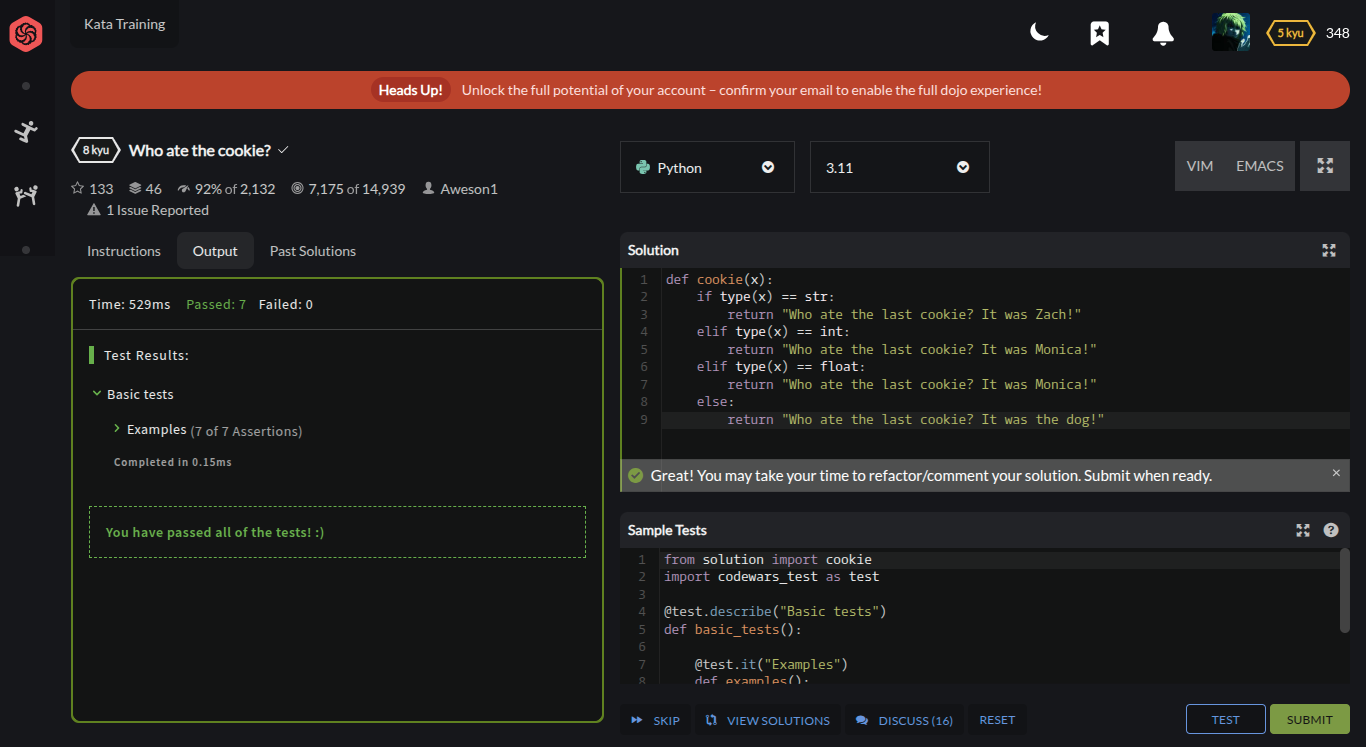 Kata Training
5 kyu 348
Heads Up! Unlock the full potential of your account – confirm your email to enable the full dojo experience!
8 kyu Who ate the cookie?
133 46 92% of 2,132 7,175 of 14,939 Aweson1
1 Issue Reported
Python 3.11 VIM EMACS
Instructions Output Past Solutions
Time: 529ms Passed: 7 Failed: 0
Test Results:
Basic tests
Examples (7 of 7 Assertions)
Completed in 0.15ms
You have passed all of the tests! :)
Solution
1 def cookie(x):
2     if type(x) == str:
3         return "Who ate the last cookie? It was Zach!"
4     elif type(x) == int:
5         return "Who ate the last cookie? It was Monica!"
6     elif type(x) == float:
7         return "Who ate the last cookie? It was Monica!"
8     else:
9         return "Who ate the last cookie? It was the dog!"
Great! You may take your time to refactor/comment your solution. Submit when ready. ×
Sample Tests ?
1 from solution import cookie
2 import codewars_test as test
3
4 @test.describe("Basic tests")
5 def basic_tests():
6
7     @test.it("Examples")
8     def examples():
SKIP VIEW SOLUTIONS DISCUSS (16) RESET TEST SUBMIT